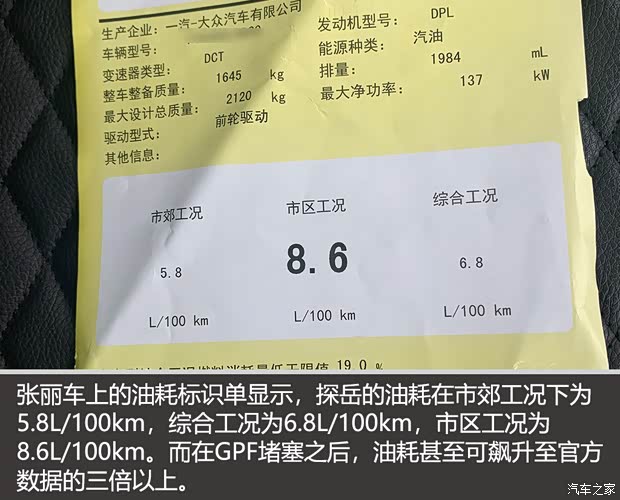 生产企业: 一汽-大众汽车有限公司
发动机型号: DPL
车辆型号:
能源种类: 汽油
变速器类型: DCT
排量: 1984 mL
整车整备质量: 1645 kg
最大净功率: 137 kW
最大设计总质量: 2120 kg
驱动型式: 前轮驱动
其他信息:
市郊工况 市区工况 综合工况
5.8 8.6 6.8
L/100 km L/100 km L/100 km
19.0 %
张丽车上的油耗标识单显示，探岳的油耗在市郊工况下为
5.8L/100km，综合工况为6.8L/100km，市区工况为
8.6L/100km。而在GPF堵塞之后，油耗甚至可飙升至官方
数据的三倍以上。
汽车之家